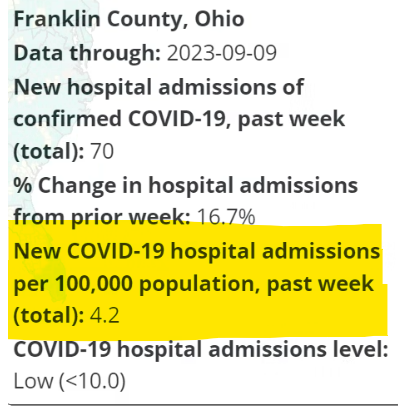 Franklin County, Ohio
Data through: 2023-09-09
New hospital admissions of
confirmed COVID-19, past week
(total): 70
% Change in hospital admissions
from prior week: 16.7%
New COVID-19 hospital admissions
per 100,000 population, past week
(total): 4.2
COVID-19 hospital admissions level:
Low (<10.0)